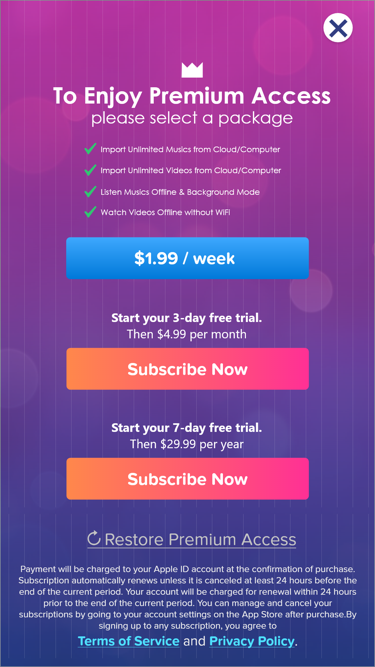 To Enjoy Premium Access
please select a package
Import Unlimited Musics from Cloud/Computer
Import Unlimited Videos from Cloud/Computer
Listen Musics Offline & Background Mode
Watch Videos Offline without WiFi
$1.99 / week
Start your 3-day free trial.
Then $4.99 per month
Subscribe Now
Start your 7-day free trial.
Then $29.99 per year
Subscribe Now
Restore Premium Access
Payment will be charged to your Apple ID account at the confirmation of purchase.
Subscription automatically renews unless it is canceled at least 24 hours before the
end of the current period. Your account will be charged for renewal within 24 hours
prior to the end of the current period. You can manage and cancel your
subscriptions by going to your account settings on the App Store after purchase.By
signing up to any subscription, you agree to
Terms of Service and Privacy Policy.